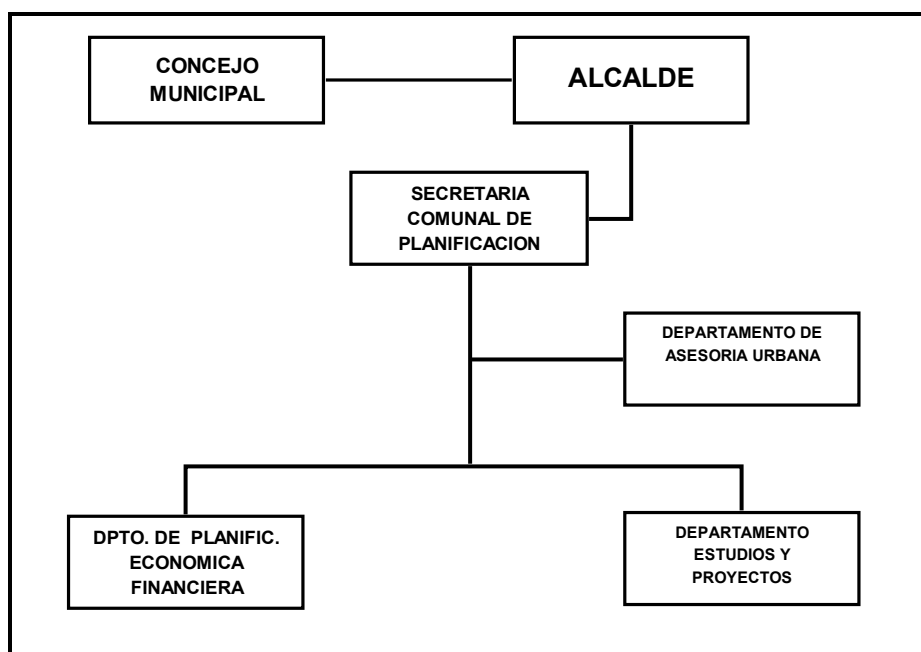 CONCEJO
MUNICIPAL
ALCALDE
SECRETARIA
COMUNAL DE
PLANIFICACION
DEPARTAMENTO DE
ASESORIA URBANA
DPTO. DE PLANIFIC.
ECONOMICA
FINANCIERA
DEPARTAMENTO
ESTUDIOS Y
PROYECTOS